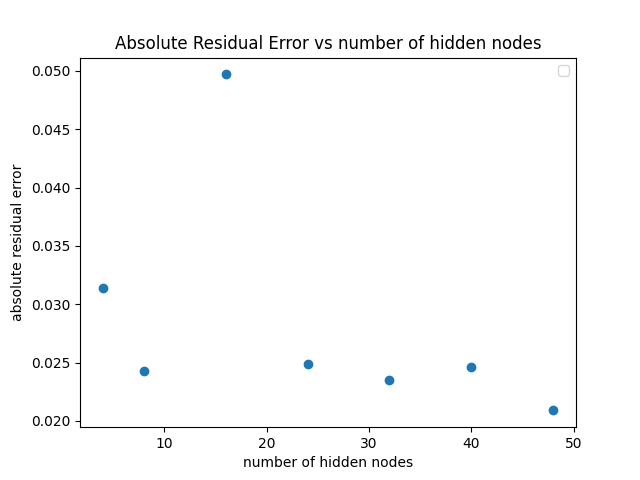 Absolute Residual Error vs number of hidden nodes
0.050
0.045
0.040
0.035
0.030
0.025
0.020
absolute residual error
10 20 30 40 50
number of hidden nodes